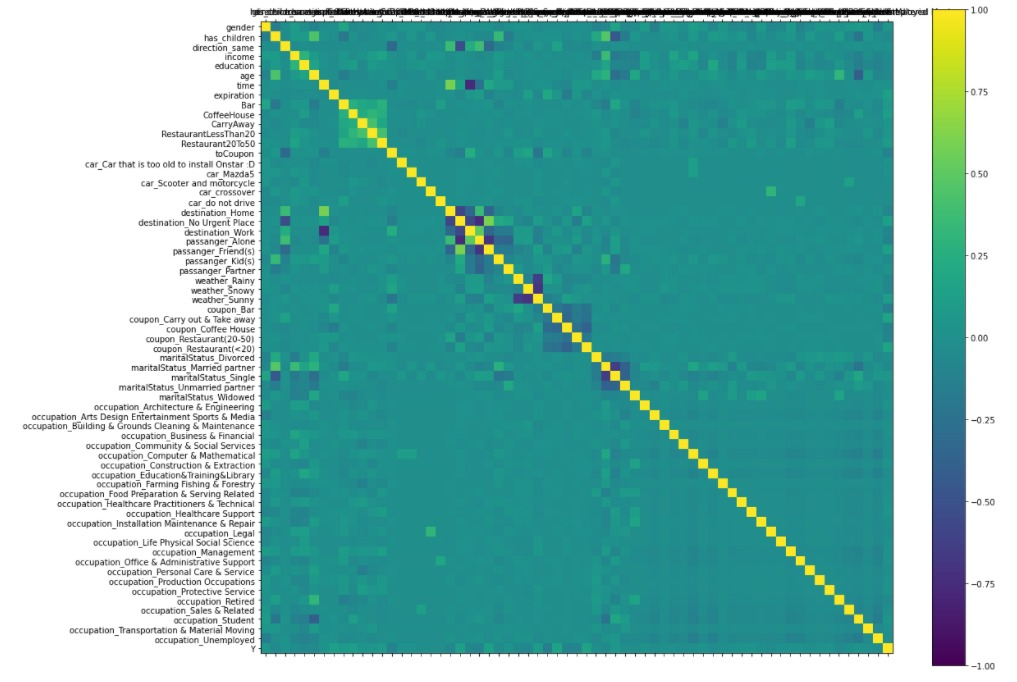 gender
has_children
direction_same
income
education
age
time
expiration
Bar
CoffeeHouse
CarryAway
RestaurantLessThan20
Restaurant20To50
toCoupon
car_Car that is too old to install Onstar :D
car_Mazda5
car_Scooter and motorcycle
car_crossover
car_do not drive
destination_Home
destination_No Urgent Place
destination_Work
passanger_Alone
passanger_Friend(s)
passanger_Kid(s)
passanger_Partner
weather_Rainy
weather_Snowy
weather_Sunny
coupon_Bar
coupon_Carry out & Take away
coupon_Coffee House
coupon_Restaurant(20-50)
coupon_Restaurant(<20)
maritalStatus_Divorced
maritalStatus_Married partner
maritalStatus_Single
maritalStatus_Unmarried partner
maritalStatus_Widowed
occupation_Architecture & Engineering
occupation_Arts Design Entertainment Sports & Media
occupation_Building & Grounds Cleaning & Maintenance
occupation_Business & Financial
occupation_Community & Social Services
occupation_Computer & Mathematical
occupation_Construction & Extraction
occupation_Education&Training&Library
occupation_Farming Fishing & Forestry
occupation_Food Preparation & Serving Related
occupation_Healthcare Practitioners & Technical
occupation_Healthcare Support
occupation_Installation Maintenance & Repair
occupation_Legal
occupation_Life Physical Social Science
occupation_Management
occupation_Office & Administrative Support
occupation_Personal Care & Service
occupation_Production Occupations
occupation_Protective Service
occupation_Retired
occupation_Sales & Related
occupation_Student
occupation_Transportation & Material Moving
occupation_Unemployed
Y
1.00
0.75
0.50
0.25
0.00
−0.25
−0.50
−0.75
−1.00